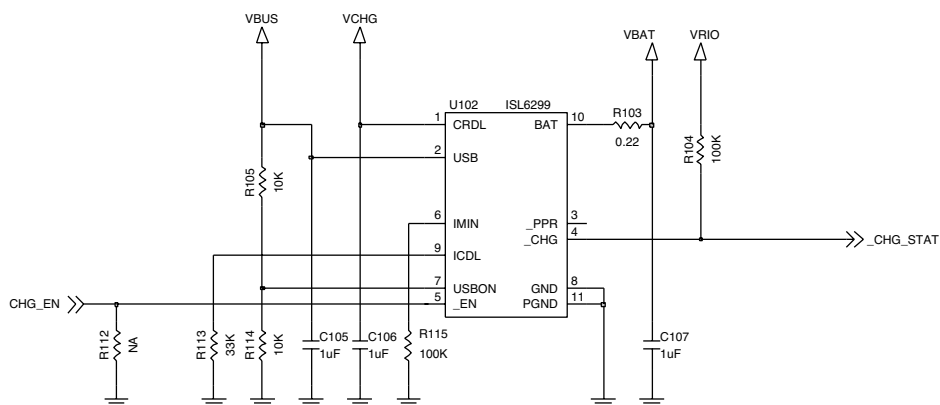 VBUS
VCHG
VBAT
VRIO
U102 ISL6299
1 CRDL
BAT 10
R103
0.22
R104
100K
2 USB
R105
10K
6 IMIN
_PPR 3
_CHG 4
_CHG_STAT
9 ICDL
7 USBON
GND 8
CHG_EN
5 _EN
PGND 11
R112
NA
R113
33K
R114
10K
C105
1uF
C106
1uF
R115
100K
C107
1uF